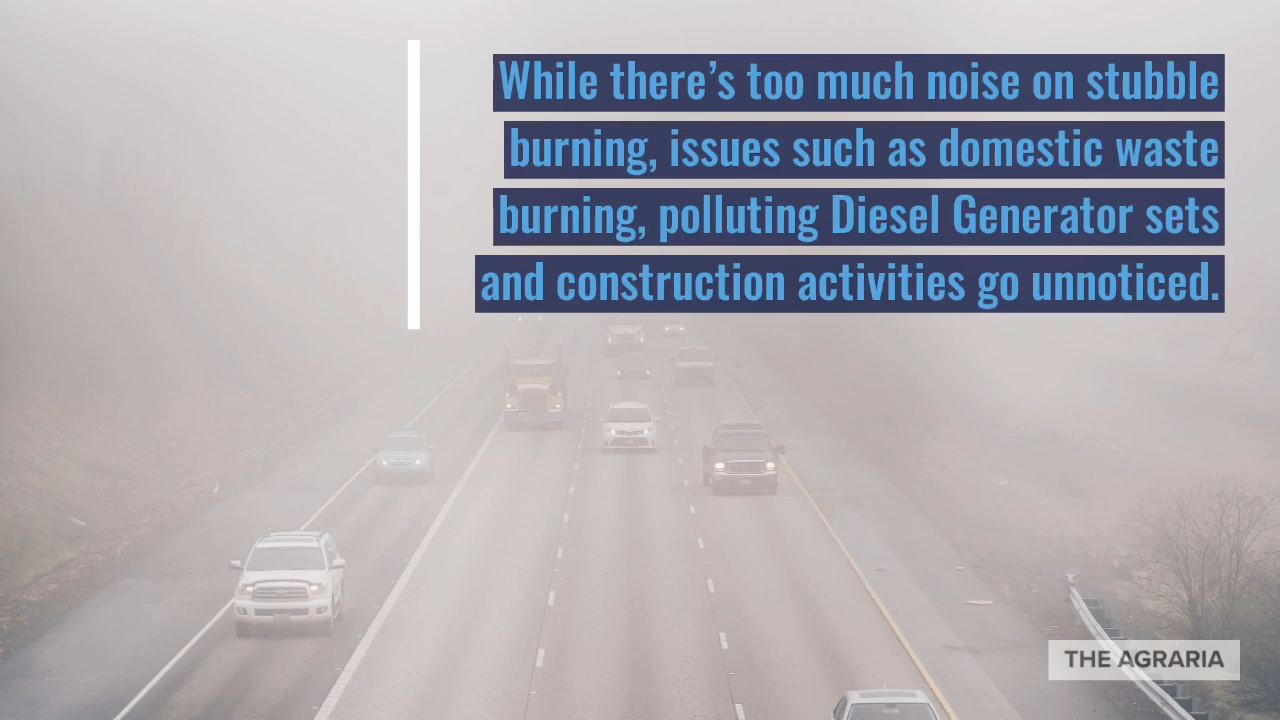 While there’s too much noise on stubble
burning, issues such as domestic waste
burning, polluting Diesel Generator sets
and construction activities go unnoticed.
THE AGRARIA